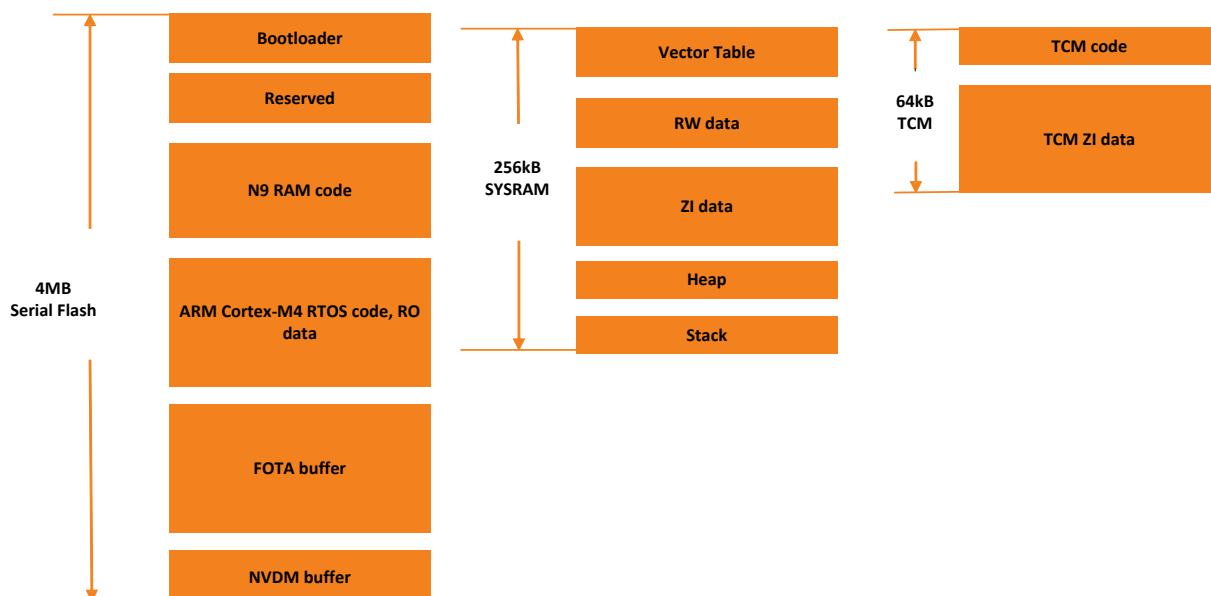 4MB
Serial Flash
Bootloader
Reserved
N9 RAM code
ARM Cortex-M4 RTOS code, RO
data
FOTA buffer
NVDM buffer
256kB
SYSRAM
Vector Table
RW data
ZI data
Heap
Stack
64kB
TCM
TCM code
TCM ZI data